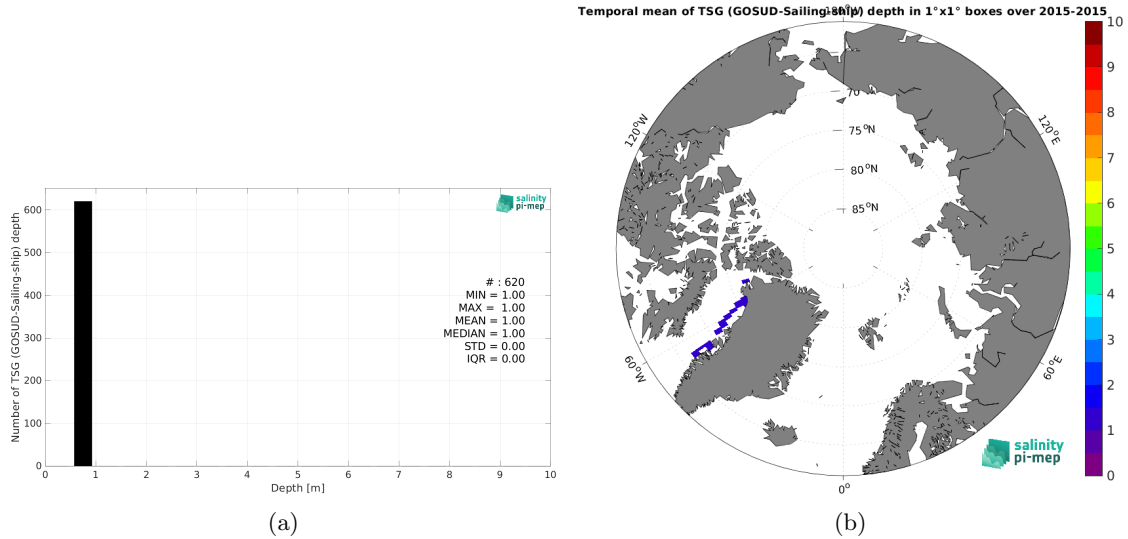 Number of TSG (GOSUD-Sailing-ship) depth
600
500
400
300
200
100
0
0 1 2 3 4 5 6 7 8 9 10
Depth [m]
salinity
pi-mep
# : 620
MIN = 1.00
MAX = 1.00
MEAN = 1.00
MEDIAN = 1.00
STD = 0.00
IQR = 0.00
(a)
Temporal mean of TSG (GOSUD-Sailing-ship) depth in 1°x1° boxes over 2015-2015
120°W
120°E
60°W
60°E
0°
70
75°N
80°N
85°N
salinity
pi-mep
10
9
8
7
6
5
4
3
2
1
0
(b)